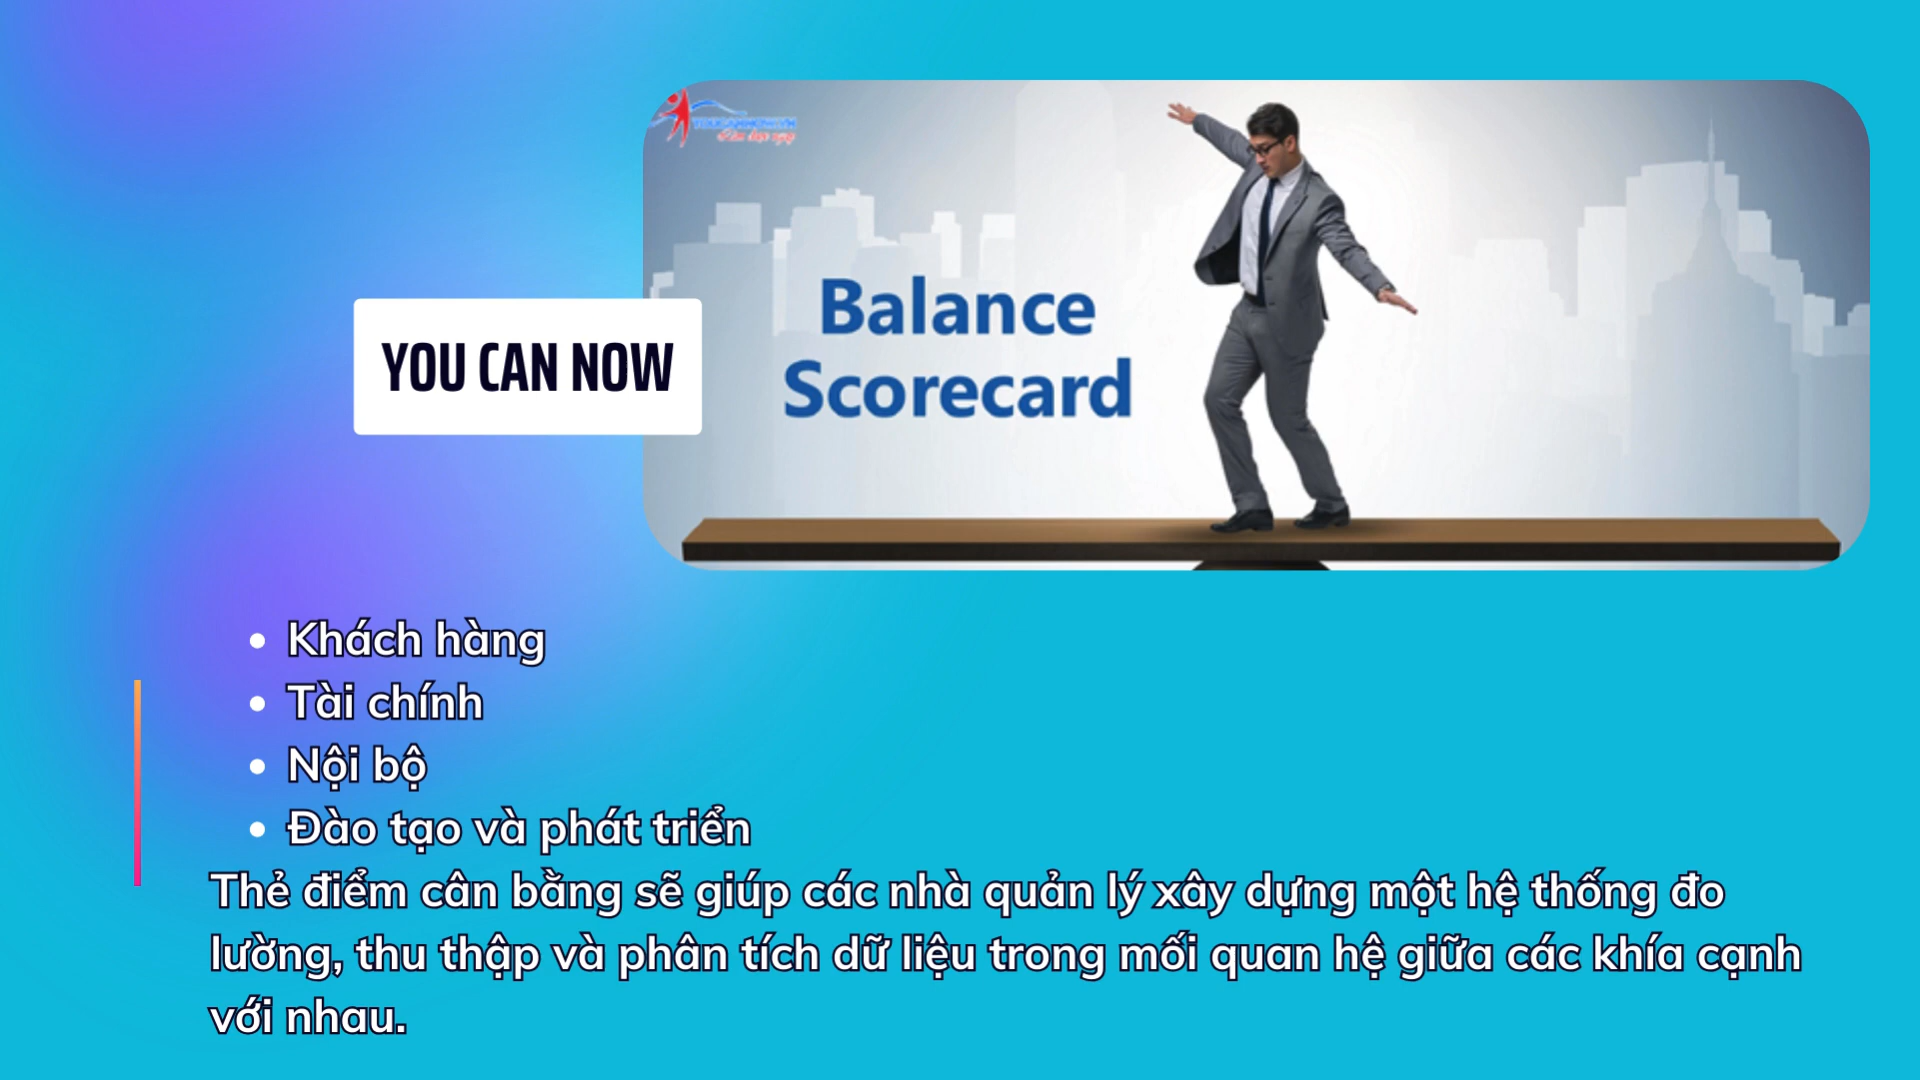 YOU CAN NOW
Balance
Scorecard
• Khách hàng
• Tài chính
• Nội bộ
• Đào tạo và phát triển
Thẻ điểm cân bằng sẽ giúp các nhà quản lý xây dựng một hệ thống đo
lường, thu thập và phân tích dữ liệu trong mối quan hệ giữa các khía cạnh
với nhau.